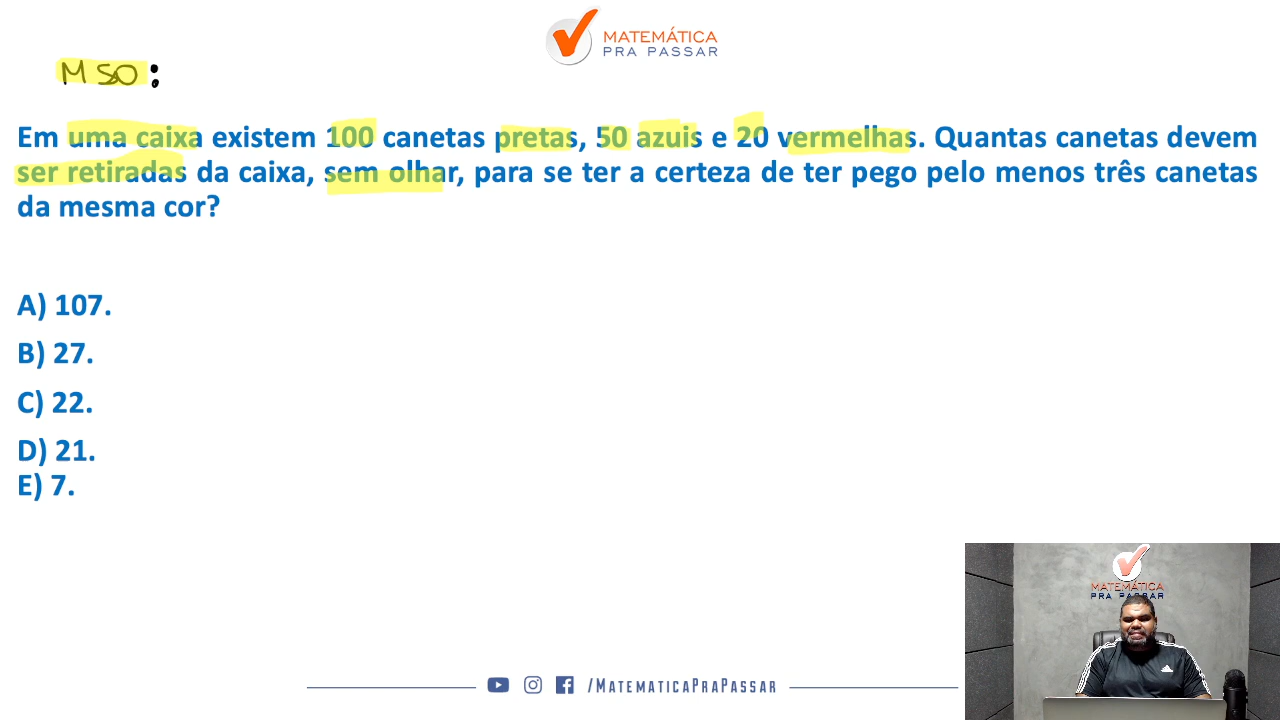 MATEMÁTICA
PRA PASSAR
MSO:
Em uma caixa existem 100 canetas pretas, 50 azuis e 20 vermelhas. Quantas canetas devem
ser retiradas da caixa, sem olhar, para se ter a certeza de ter pego pelo menos três canetas
da mesma cor?
A) 107.
B) 27.
C) 22.
D) 21.
E) 7.
MATEMÁTICA
PRA PASSAR
/MATEMATICAPRAPASSAR